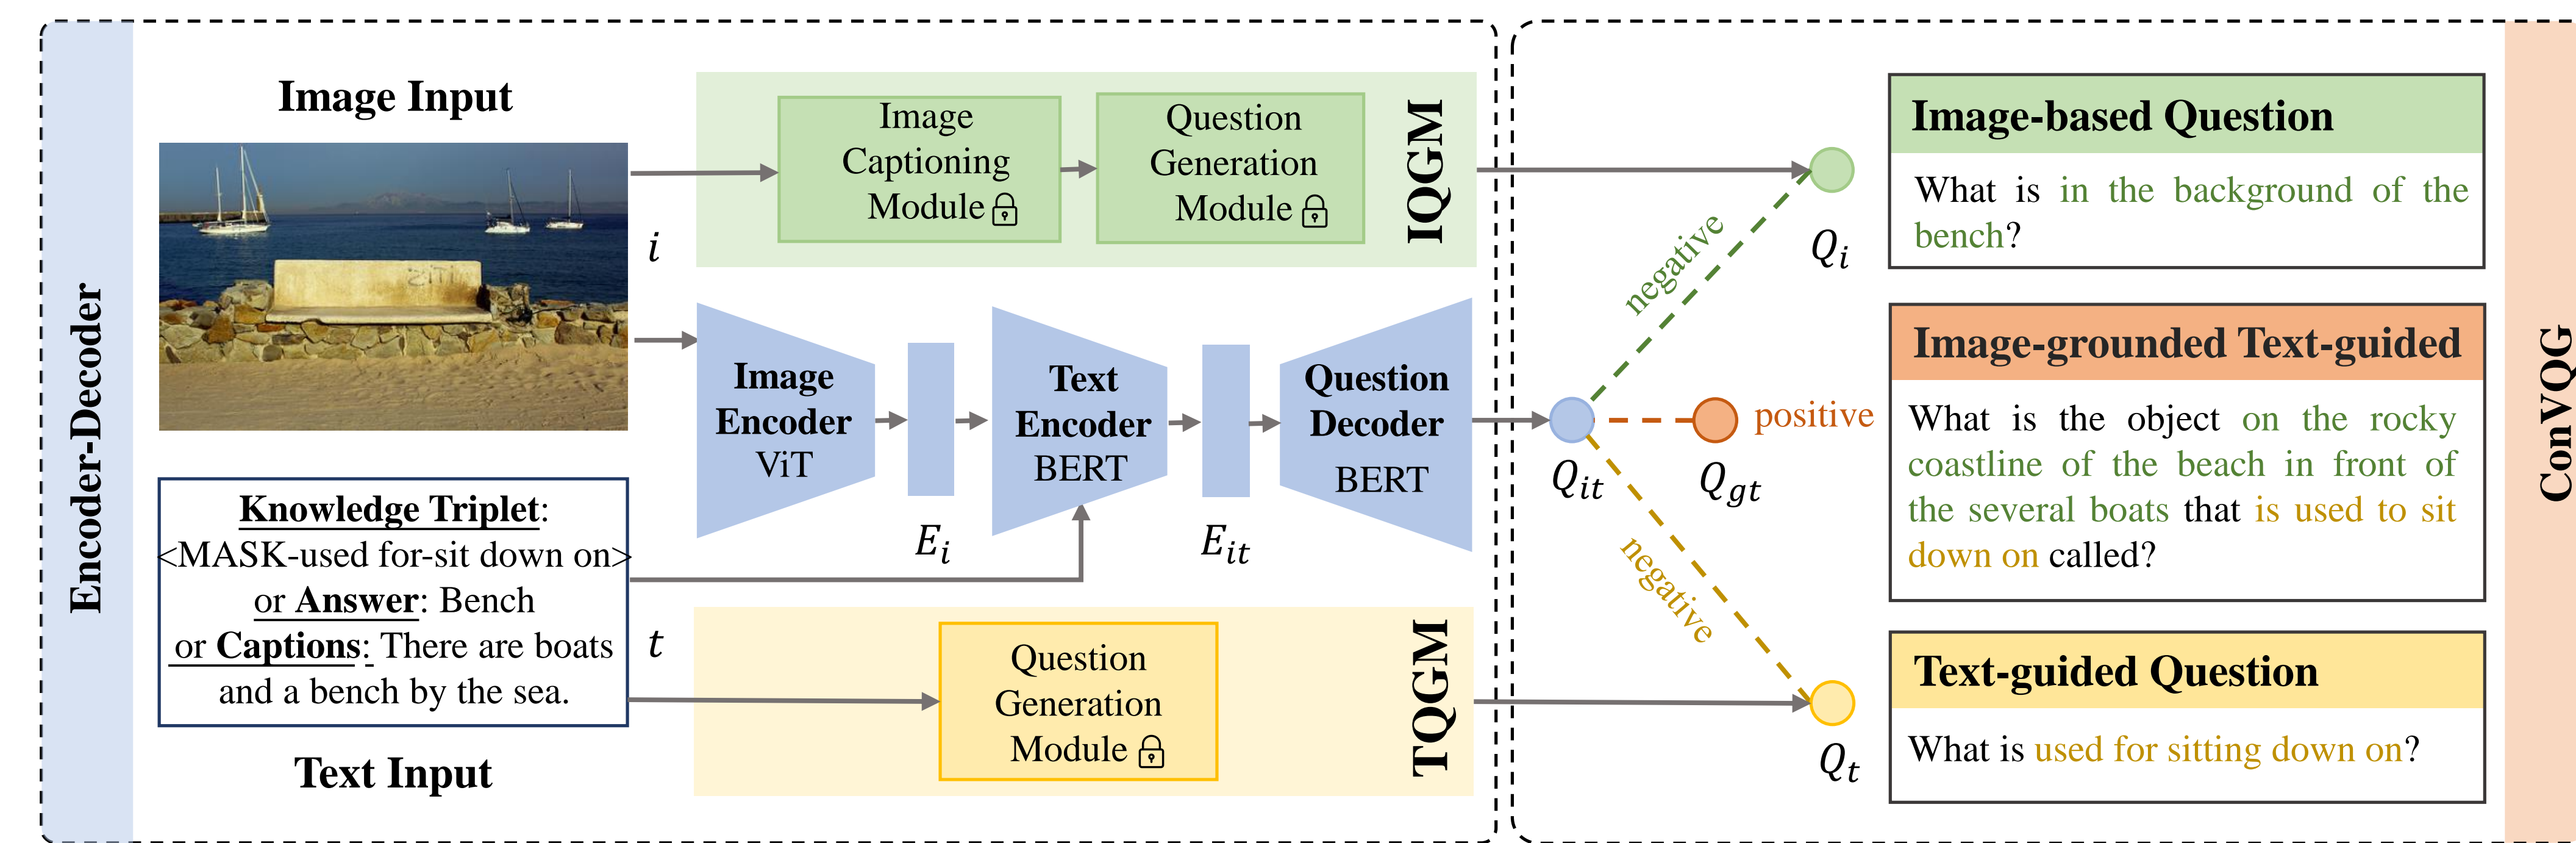 Encoder-Decoder
Image Input
i
Knowledge Triplet:
<MASK-used for-sit down on>
or Answer: Bench
or Captions: There are boats
and a bench by the sea.
t
Text Input
Image
Captioning
Module
Question
Generation
Module
IQGM
Image
Encoder
ViT
E_i
Text
Encoder
BERT
E_it
Question
Decoder
BERT
Question
Generation
Module
TQGM
negative
Q_i
Q_it
Q_gt
positive
negative
Q_t
Image-based Question
What is in the background of the
bench?
Image-grounded Text-guided
What is the object on the rocky
coastline of the beach in front of
the several boats that is used to sit
down on called?
Text-guided Question
What is used for sitting down on?
ConVQG